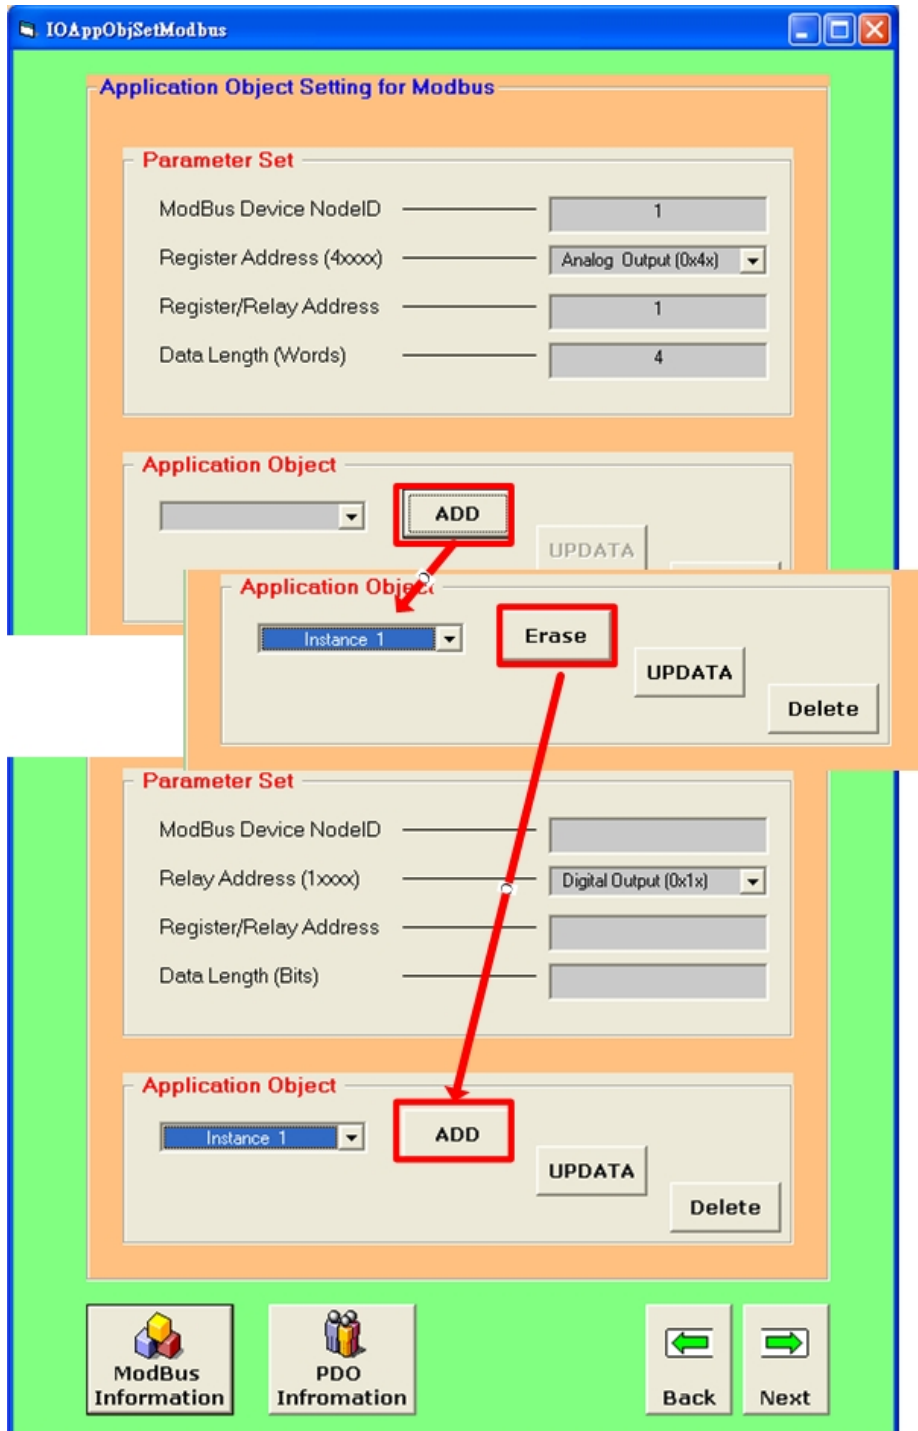 IOAppObjSetModbus
Application Object Setting for Modbus
Parameter Set
ModBus Device NodeID 1
Register Address (4xxxx) Analog Output (0x4x)
Register/Relay Address 1
Data Length (Words) 4
Application Object
ADD
UPDATA
Application Object
Instance 1 Erase
UPDATA
Delete
Parameter Set
ModBus Device NodeID
Relay Address (1xxxx) Digital Output (0x1x)
Register/Relay Address
Data Length (Bits)
Application Object
Instance 1 ADD
UPDATA
Delete
ModBus Information
PDO Infromation
Back
Next